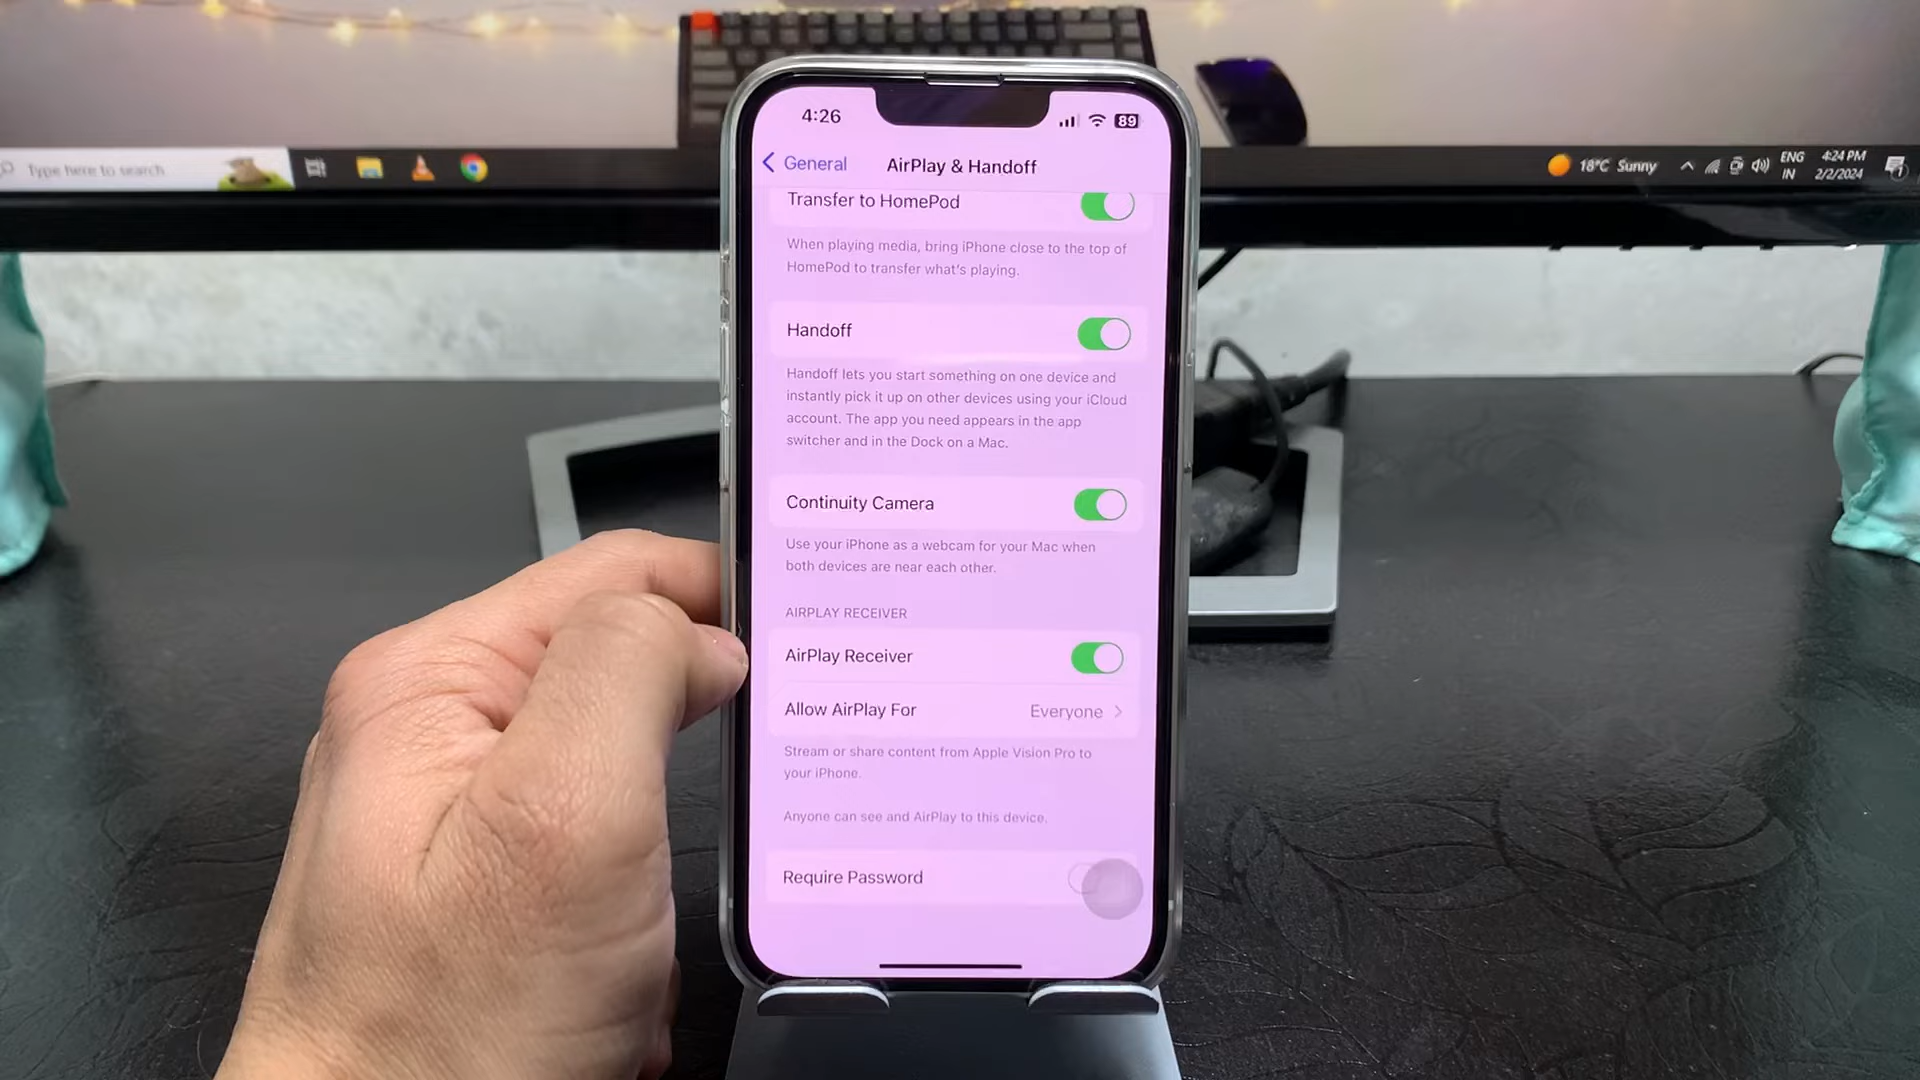 Type here to search
18°C Sunny
ENG
IN
4:24 PM
2/2/2024
4:26
89
General
AirPlay & Handoff
Transfer to HomePod
When playing media, bring iPhone close to the top of
HomePod to transfer what's playing.
Handoff
Handoff lets you start something on one device and
instantly pick it up on other devices using your iCloud
account. The app you need appears in the app
switcher and in the Dock on a Mac.
Continuity Camera
Use your iPhone as a webcam for your Mac when
both devices are near each other.
AIRPLAY RECEIVER
AirPlay Receiver
Allow AirPlay For
Everyone
Stream or share content from Apple Vision Pro to
your iPhone.
Anyone can see and AirPlay to this device.
Require Password